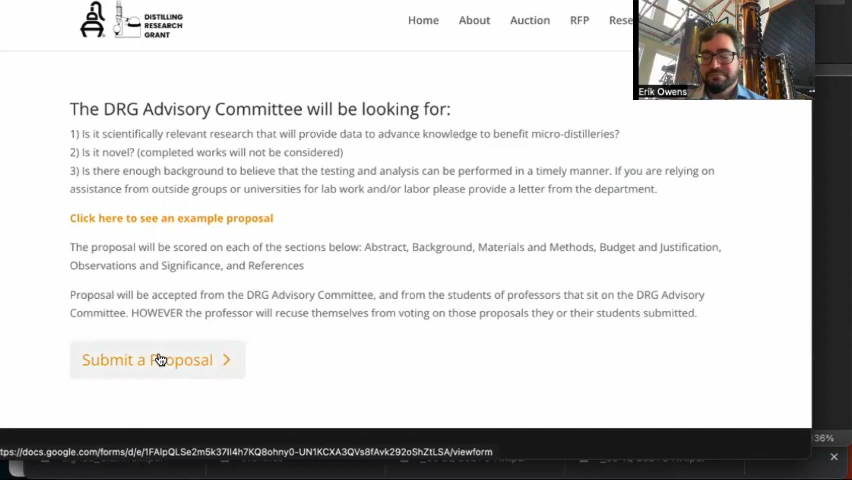 DISTILLING
RESEARCH
GRANT
Home About Auction RFP Rese
Erik Owens
The DRG Advisory Committee will be looking for:
1) Is it scientifically relevant research that will provide data to advance knowledge to benefit micro-distilleries?
2) Is it novel? (completed works will not be considered)
3) Is there enough background to believe that the testing and analysis can be performed in a timely manner. If you are relying on
assistance from outside groups or universities for lab work and/or labor please provide a letter from the department.
Click here to see an example proposal
The proposal will be scored on each of the sections below: Abstract, Background, Materials and Methods, Budget and Justification,
Observations and Significance, and References
Proposal will be accepted from the DRG Advisory Committee, and from the students of professors that sit on the DRG Advisory
Committee. HOWEVER the professor will recuse themselves from voting on those proposals they or their students submitted.
Submit a Proposal
36%